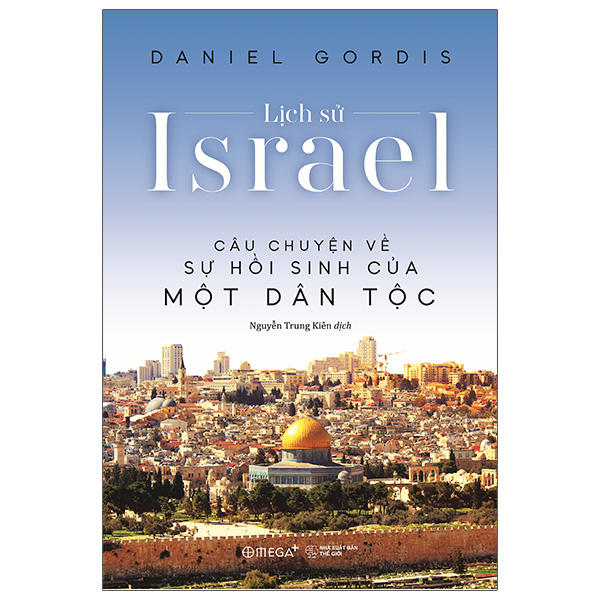 DANIEL GORDIS
Lịch sử
Israel
CÂU CHUYỆN VỀ
SỰ HỒI SINH CỦA
MỘT DÂN TỘC
Nguyễn Trung Kiên dịch
OMEGA+
NHÀ XUẤT BẢN
THẾ GIỚI